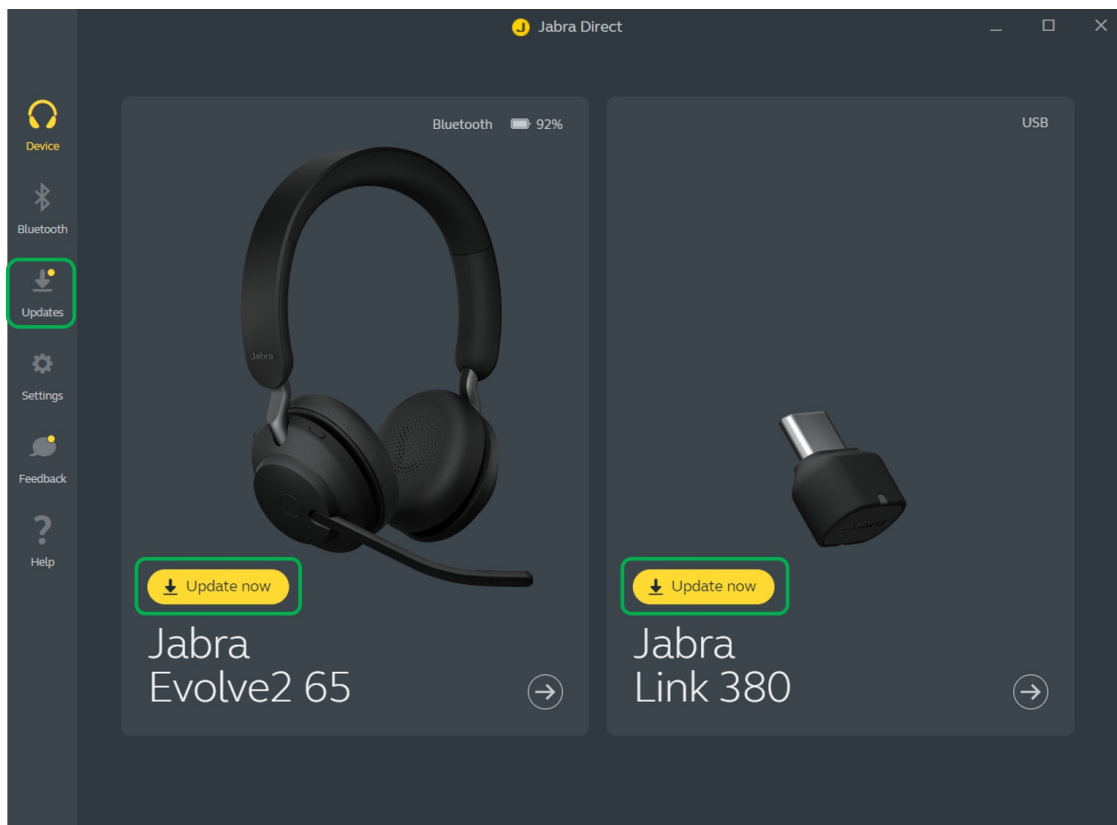 Jabra Direct
Device
Bluetooth
Updates
Settings
Feedback
Help
Bluetooth 92%
Jabra
Update now
Jabra
Evolve2 65
USB
Update now
Jabra
Link 380